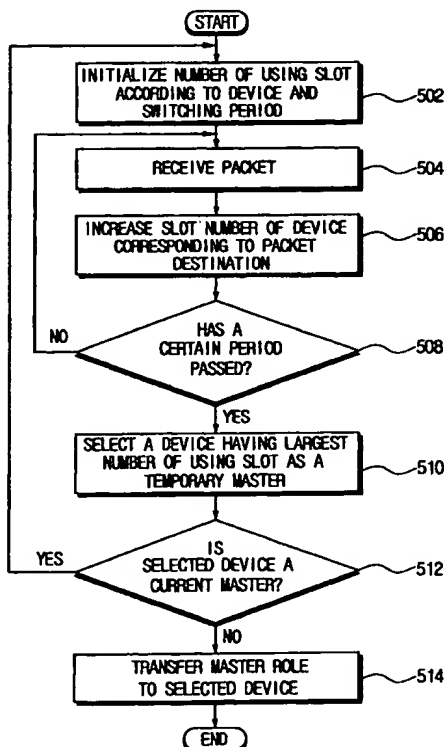 START
INITIALIZE NUMBER OF USING SLOT
ACCORDING TO DEVICE AND
SWITCHING PERIOD
502
RECEIVE PACKET
504
INCREASE SLOT NUMBER OF DEVICE
CORRESPONDING TO PACKET
DESTINATION
506
HAS A
CERTAIN PERIOD
PASSED?
508
NO
YES
SELECT A DEVICE HAVING LARGEST
NUMBER OF USING SLOT AS A
TEMPORARY MASTER
510
IS
SELECTED DEVICE A
CURRENT MASTER?
512
YES
NO
TRANSFER MASTER ROLE
TO SELECTED DEVICE
514
END